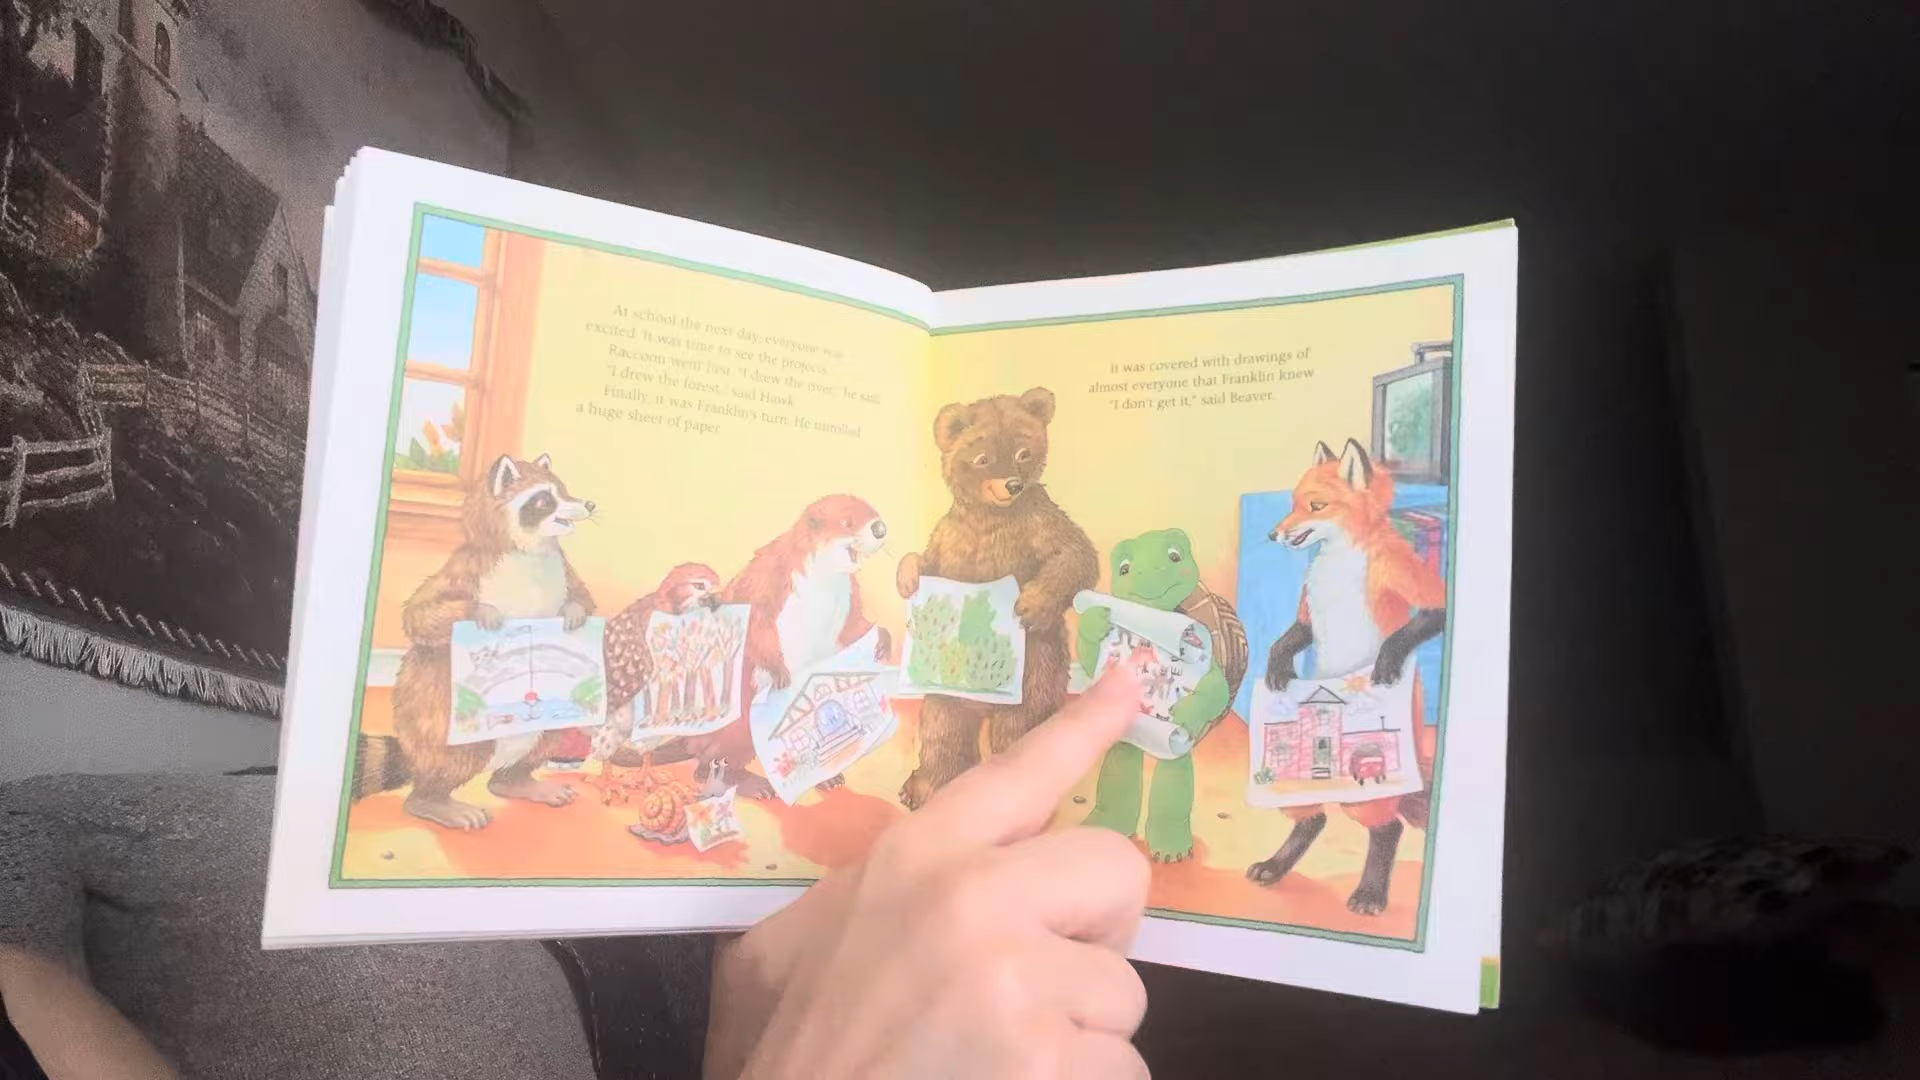 At school the next day, everyone was
excited. It was time to see the projects.
Raccoon went first. "I drew the river," he said.
"I drew the forest," said Hawk.
Finally, it was Franklin's turn. He unrolled
a huge sheet of paper.
It was covered with drawings of
almost everyone that Franklin knew.
"I don't get it," said Beaver.